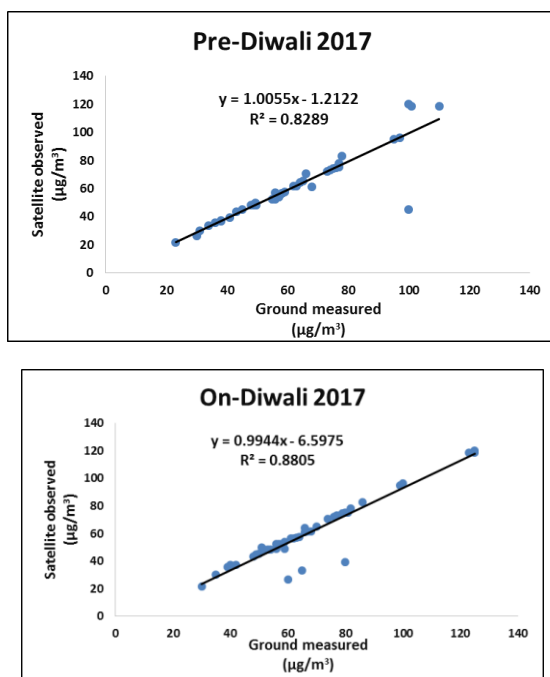 Pre-Diwali 2017
y = 1.0055x - 1.2122
R² = 0.8289
Satellite observed
(µg/m³)
140
120
100
80
60
40
20
0
0 20 40 60 80 100 120 140
Ground measured
(µg/m³)
On-Diwali 2017
y = 0.9944x - 6.5975
R² = 0.8805
Satellite observed
(µg/m³)
140
120
100
80
60
40
20
0
0 20 40 60 80 100 120 140
Ground measured
(µg/m³)